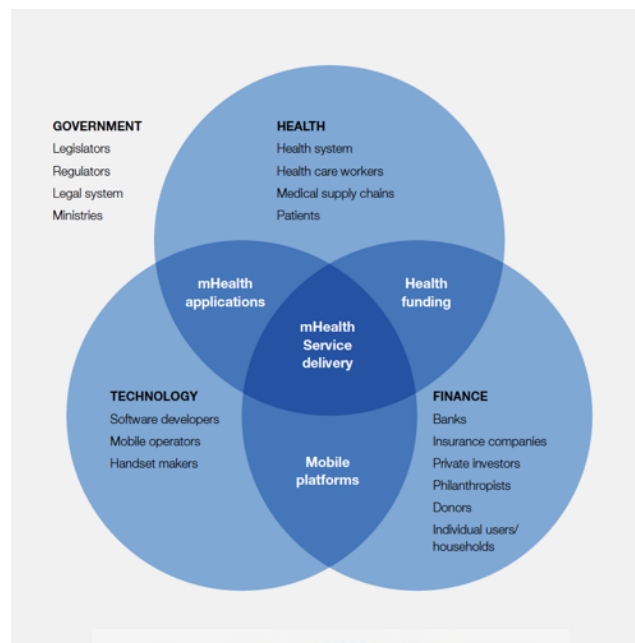 GOVERNMENT
Legislators
Regulators
Legal system
Ministries
HEALTH
Health system
Health care workers
Medical supply chains
Patients
mHealth
applications
Health
funding
mHealth
Service
delivery
TECHNOLOGY
Software developers
Mobile operators
Handset makers
Mobile
platforms
FINANCE
Banks
Insurance companies
Private investors
Philanthropists
Donors
Individual users/
households